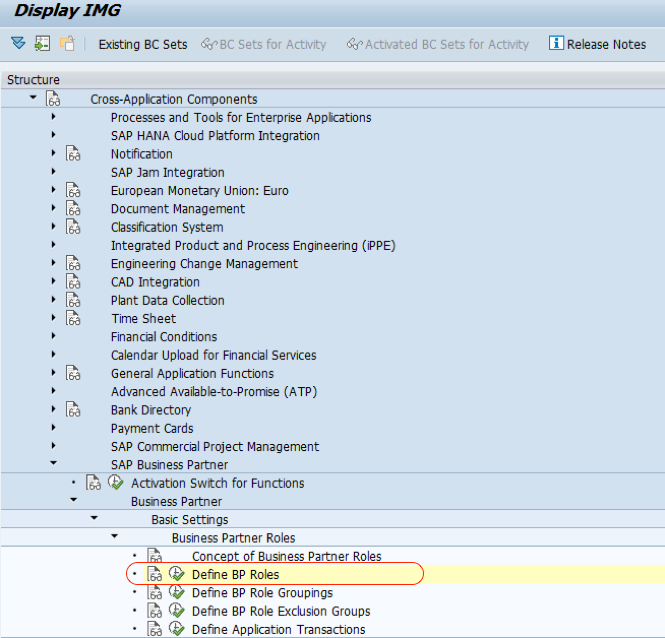 Display IMG
Existing BC Sets BC Sets for Activity Activated BC Sets for Activity Release Notes
Structure
Cross-Application Components
Processes and Tools for Enterprise Applications
SAP HANA Cloud Platform Integration
Notification
SAP Jam Integration
European Monetary Union: Euro
Document Management
Classification System
Integrated Product and Process Engineering (iPPE)
Engineering Change Management
CAD Integration
Plant Data Collection
Time Sheet
Financial Conditions
Calendar Upload for Financial Services
General Application Functions
Advanced Available-to-Promise (ATP)
Bank Directory
Payment Cards
SAP Commercial Project Management
SAP Business Partner
Activation Switch for Functions
Business Partner
Basic Settings
Business Partner Roles
Concept of Business Partner Roles
Define BP Roles
Define BP Role Groupings
Define BP Role Exclusion Groups
Define Application Transactions